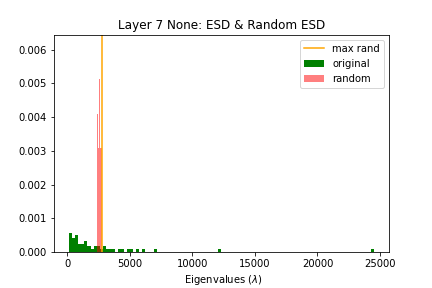 Layer 7 None: ESD & Random ESD
0.006
0.005
0.004
0.003
0.002
0.001
0.000
max rand
original
random
0 5000 10000 15000 20000 25000
Eigenvalues (λ)